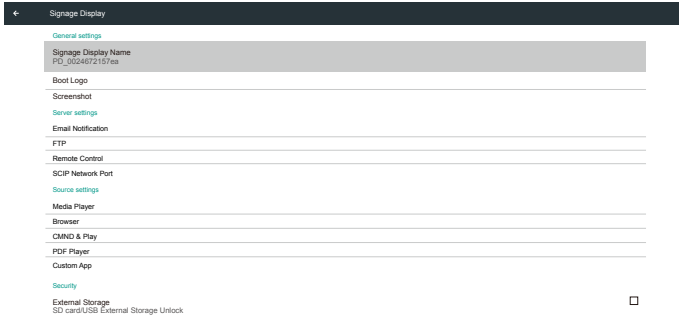 Signage Display
General settings
Signage Display Name
PD_0024672157ea
Boot Logo
Screenshot
Server settings
Email Notification
FTP
Remote Control
SCIP Network Port
Source settings
Media Player
Browser
CMND & Play
PDF Player
Custom App
Security
External Storage
SD card/USB External Storage Unlock